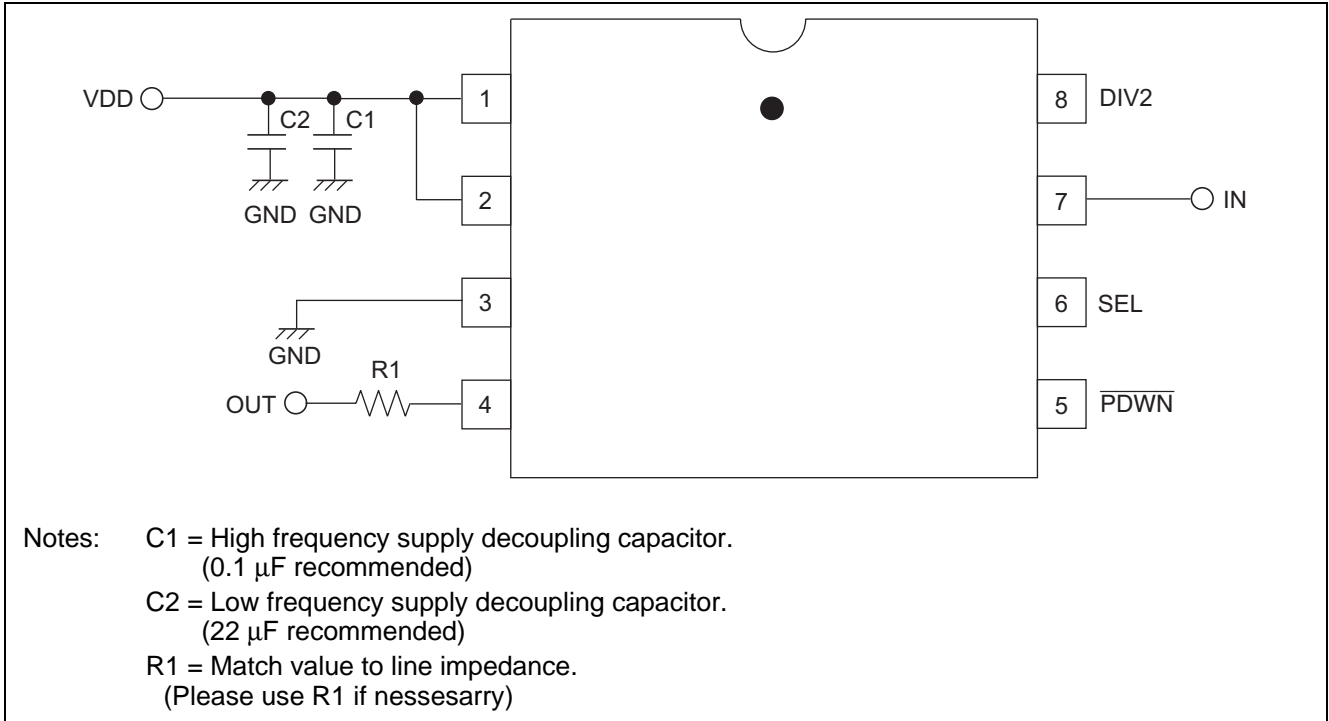 VDD
C2 C1
GND GND
1
2
3
GND
R1
OUT
4
8 DIV2
7 IN
6 SEL
5 PDWN
Notes: C1 = High frequency supply decoupling capacitor.
(0.1 μF recommended)
C2 = Low frequency supply decoupling capacitor.
(22 μF recommended)
R1 = Match value to line impedance.
(Please use R1 if nessesarry)